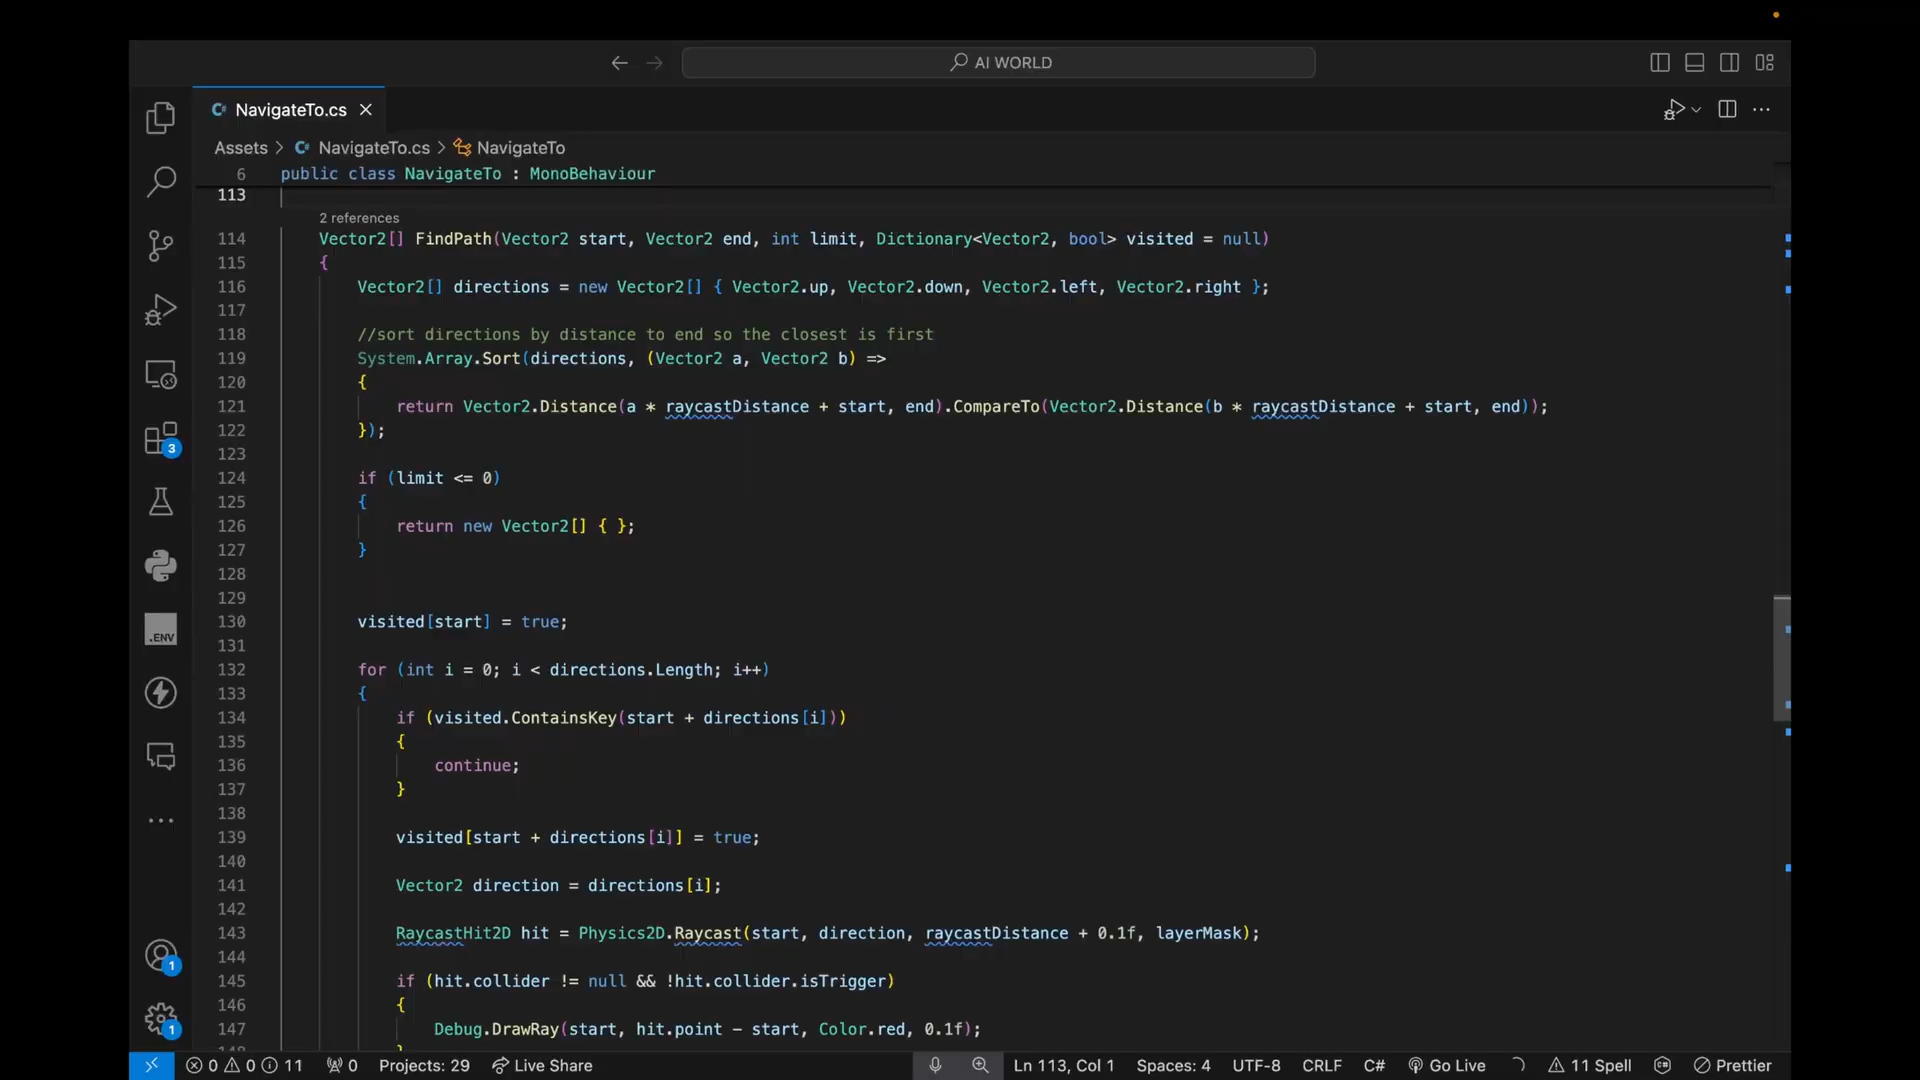 AI WORLD
NavigateTo.cs
Assets > NavigateTo.cs > NavigateTo
6 public class NavigateTo : MonoBehaviour
113
2 references
114 Vector2[] FindPath(Vector2 start, Vector2 end, int limit, Dictionary<Vector2, bool> visited = null)
115 {
116 Vector2[] directions = new Vector2[] { Vector2.up, Vector2.down, Vector2.left, Vector2.right };
117
118 //sort directions by distance to end so the closest is first
119 System.Array.Sort(directions, (Vector2 a, Vector2 b) =>
120 {
121 return Vector2.Distance(a * raycastDistance + start, end).CompareTo(Vector2.Distance(b * raycastDistance + start, end));
122 });
123
124 if (limit <= 0)
125 {
126 return new Vector2[] { };
127 }
128
129
130 visited[start] = true;
131
132 for (int i = 0; i < directions.Length; i++)
133 {
134 if (visited.ContainsKey(start + directions[i]))
135 {
136 continue;
137 }
138
139 visited[start + directions[i]] = true;
140
141 Vector2 direction = directions[i];
142
143 RaycastHit2D hit = Physics2D.Raycast(start, direction, raycastDistance + 0.1f, layerMask);
144
145 if (hit.collider != null && !hit.collider.isTrigger)
146 {
147 Debug.DrawRay(start, hit.point - start, Color.red, 0.1f);
3
.ENV
1
1
0 0 11 0 Projects: 29 Live Share Ln 113, Col 1 Spaces: 4 UTF-8 CRLF C# Go Live 11 Spell Prettier